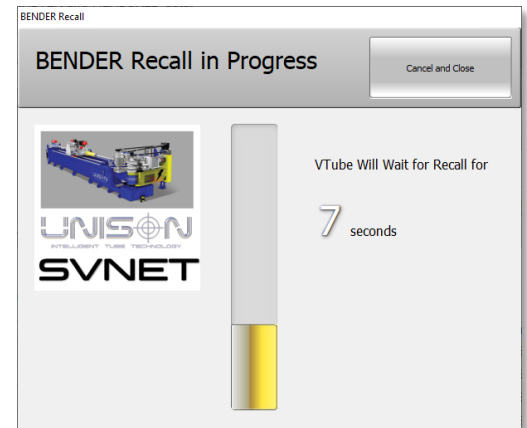 BENDER Recall
BENDER Recall in Progress
Cancel and Close
VTube Will Wait for Recall for
7 seconds
UNISON
INTELLIGENT TUBE TECHNOLOGY
SVNET